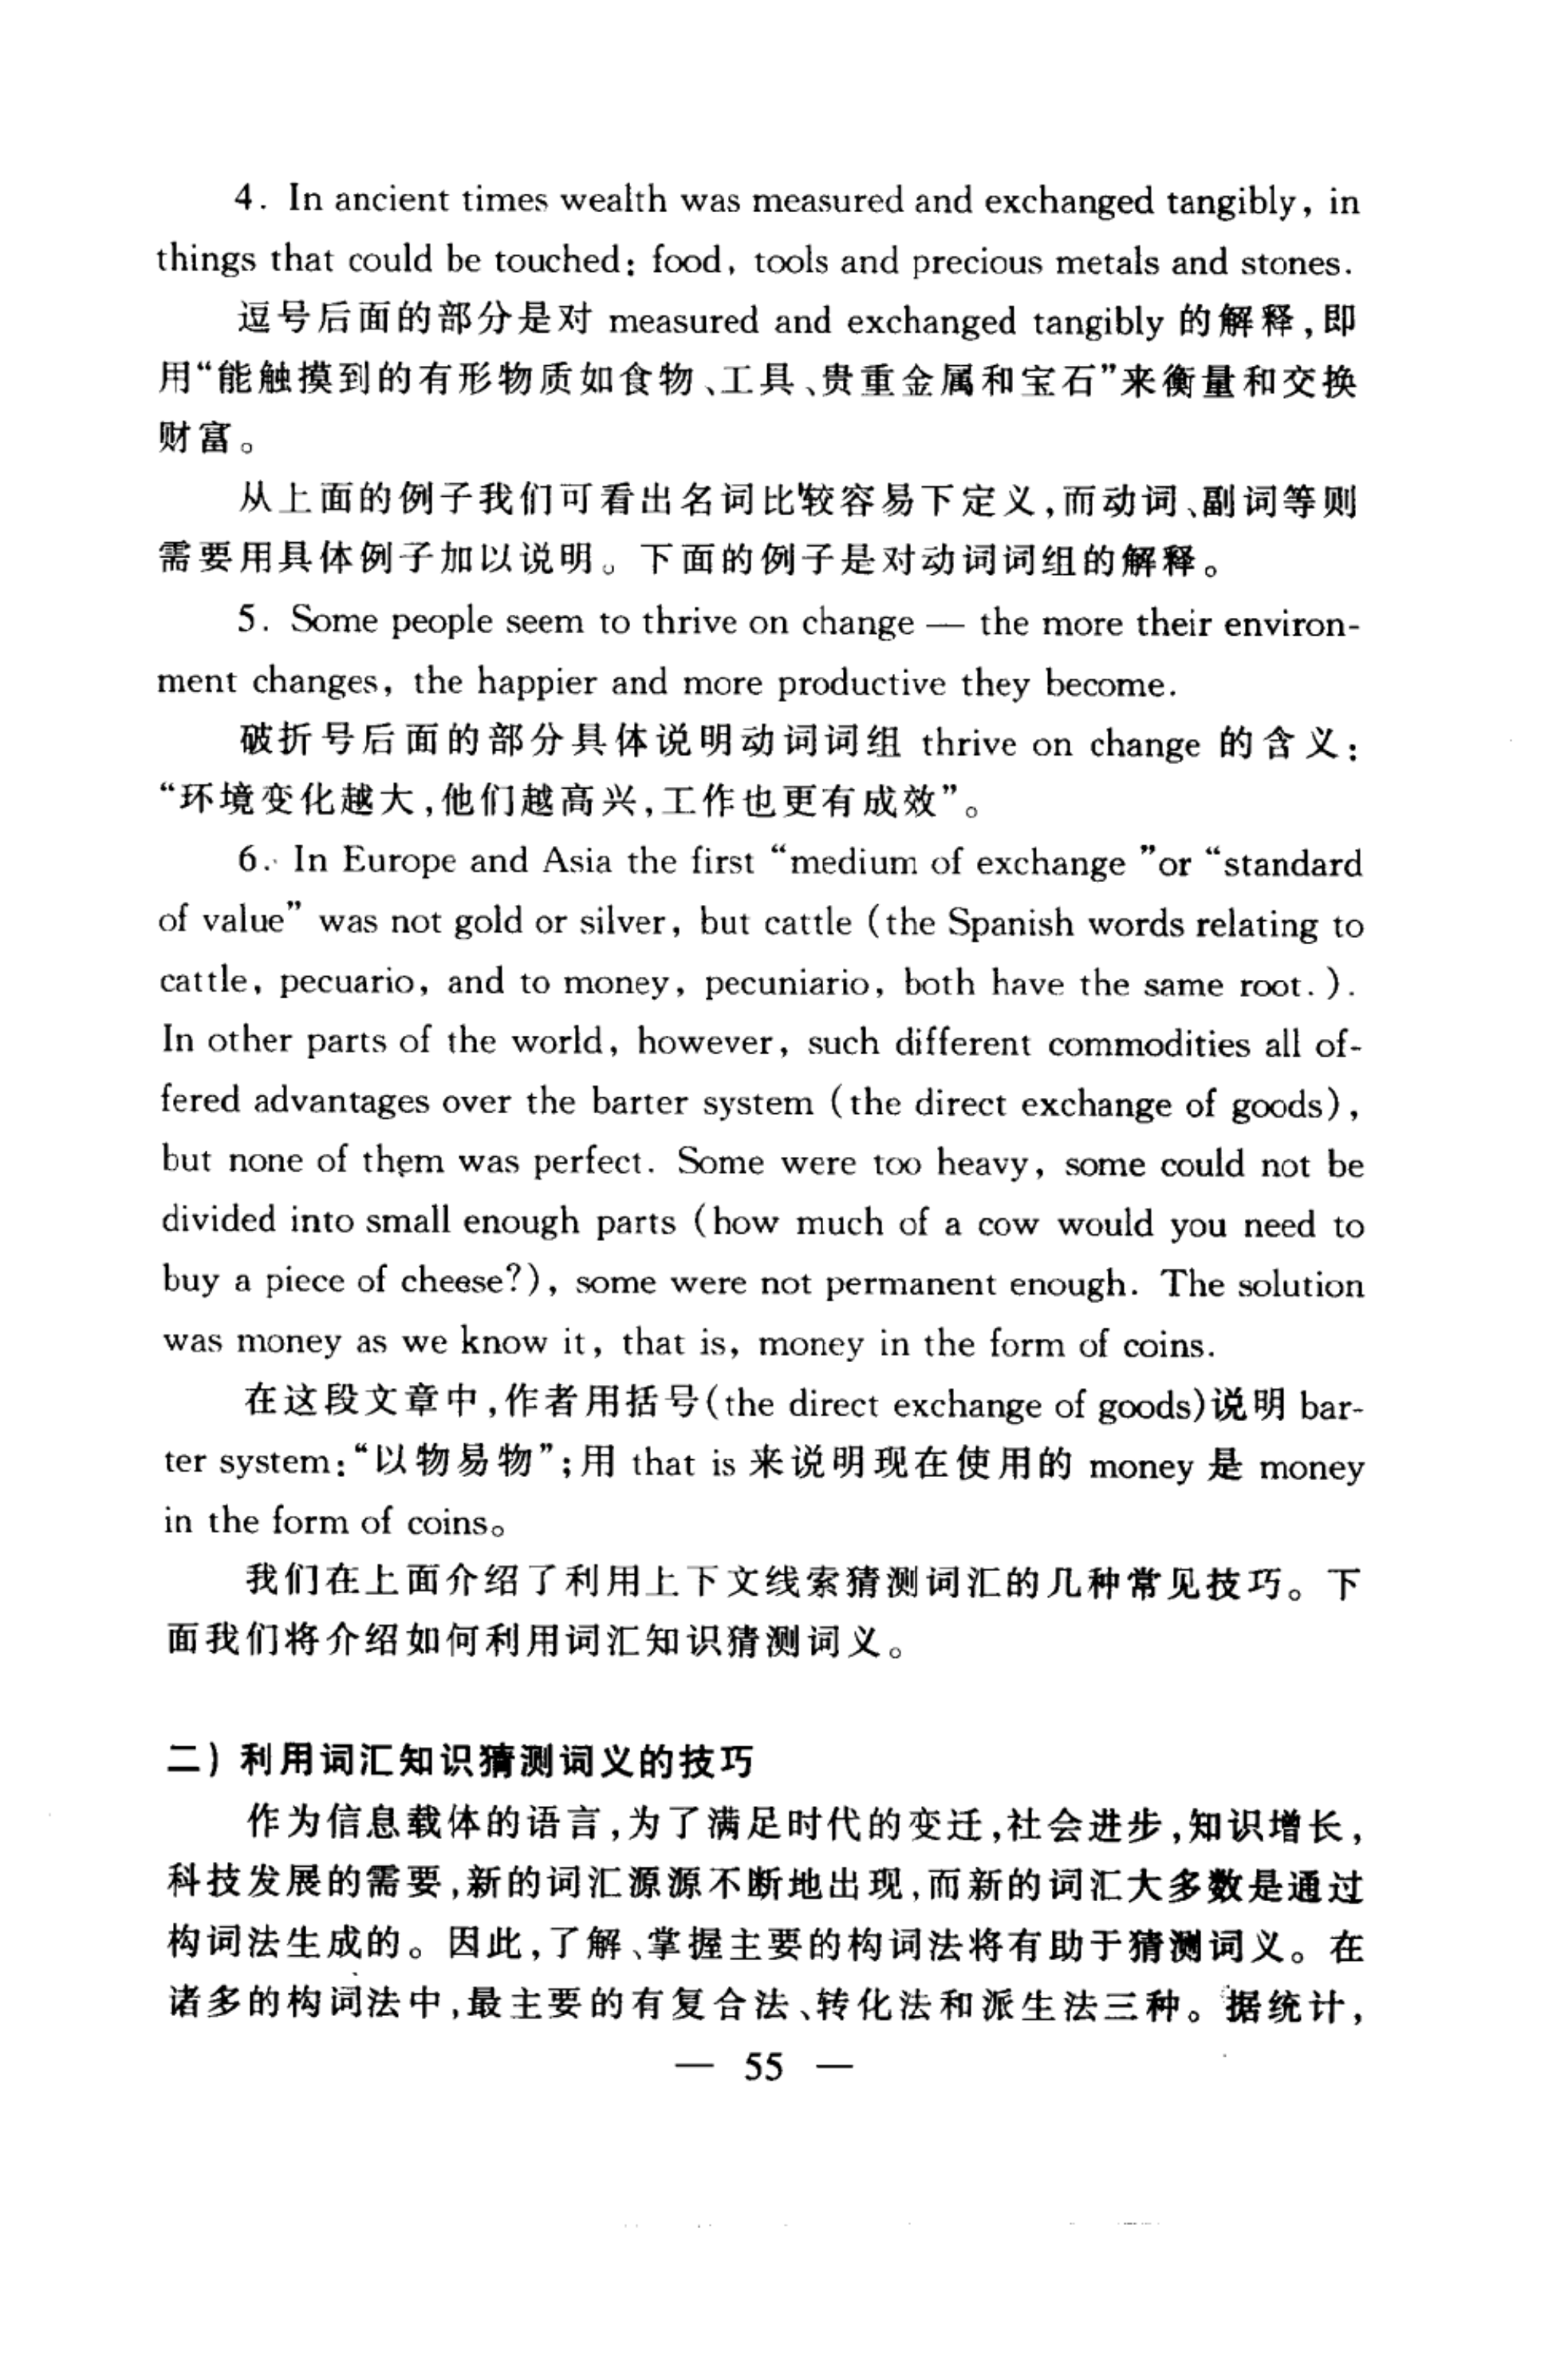 4. In ancient times wealth was measured and exchanged tangibly, in
things that could be touched: food, tools and precious metals and stones.
逗号后面的部分是对 measured and exchanged tangibly 的解释,即
用“能触摸到的有形物质如食物、工具、贵重金属和宝石”来衡量和交换
财富。
从上面的例子我们可看出名词比较容易下定义,而动词、副词等则
需要用具体例子加以说明。下面的例子是对动词词组的解释。
5. Some people seem to thrive on change — the more their environ-
ment changes, the happier and more productive they become.
破折号后面的部分具体说明动词词组 thrive on change 的含义:
“环境变化越大,他们越高兴,工作也更有成效”。
6. In Europe and Asia the first “medium of exchange ”or “standard
of value” was not gold or silver, but cattle (the Spanish words relating to
cattle, pecuario, and to money, pecuniario, both have the same root.).
In other parts of the world, however, such different commodities all of-
fered advantages over the barter system (the direct exchange of goods),
but none of them was perfect. Some were too heavy, some could not be
divided into small enough parts (how much of a cow would you need to
buy a piece of cheese?), some were not permanent enough. The solution
was money as we know it, that is, money in the form of coins.
在这段文章中,作者用括号(the direct exchange of goods)说明 bar-
ter system:“以物易物”;用 that is 来说明现在使用的 money 是 money
in the form of coins。
我们在上面介绍了利用上下文线索猜测词汇的几种常见技巧。下
面我们将介绍如何利用词汇知识猜测词义。
二) 利用词汇知识猜测词义的技巧
作为信息载体的语言,为了满足时代的变迁,社会进步,知识增长,
科技发展的需要,新的词汇源源不断地出现,而新的词汇大多数是通过
构词法生成的。因此,了解、掌握主要的构词法将有助于猜测词义。在
诸多的构词法中,最主要的有复合法、转化法和派生法三种。据统计,
— 55 —